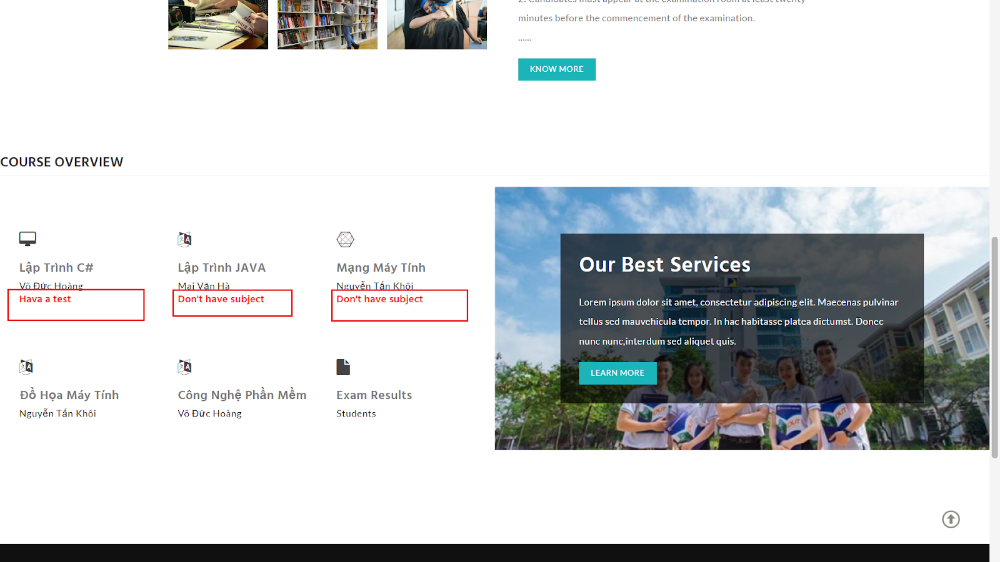 2. Candidates must appear at the examination room at least twenty
minutes before the commencement of the examination.
......
KNOW MORE
COURSE OVERVIEW
Lập Trình C#
Võ Đức Hoàng
Hava a test
Lập Trình JAVA
Mai Văn Hà
Don't have subject
Mạng Máy Tính
Nguyễn Tấn Khôi
Don't have subject
Đồ Họa Máy Tính
Nguyễn Tấn Khôi
Công Nghệ Phần Mềm
Võ Đức Hoàng
Exam Results
Students
Our Best Services
Lorem ipsum dolor sit amet, consectetur adipiscing elit. Maecenas pulvinar
tellus sed mauvehicula tempor. In hac habitasse platea dictumst. Donec
nunc nunc,interdum sed aliquet quis.
LEARN MORE